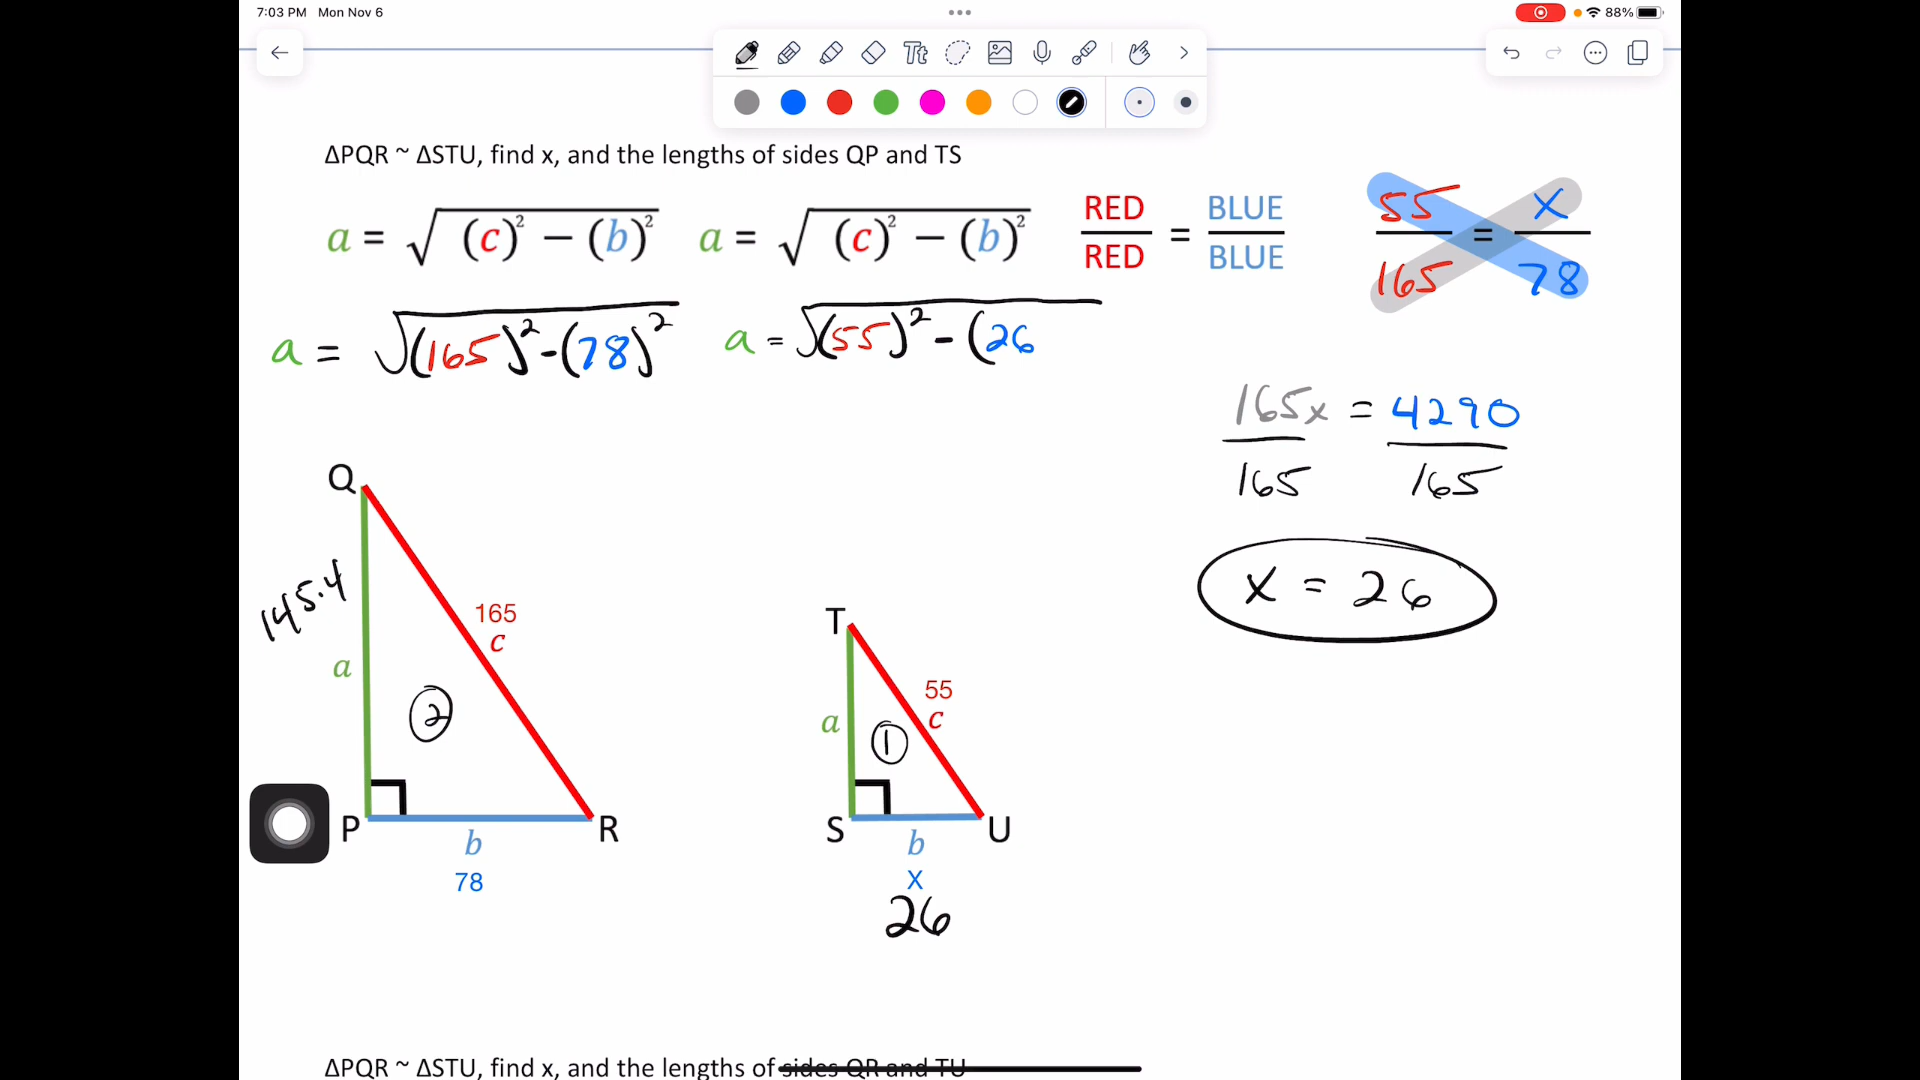 7:03 PM Mon Nov 6
88%
Tt
ΔPQR ~ ΔSTU, find x, and the lengths of sides QP and TS
a = √ (c)² − (b)²
a = √ (c)² − (b)²
RED/RED = BLUE/BLUE
55/165 = x/78
a = √(165)²-(78)²
a = √(55)² - (26
165x = 4290
165 165
x = 26
Q
145.4
a
165
c
2
P
R
b
78
T
55
a
c
1
S
U
b
X
26
ΔPQR ~ ΔSTU, find x, and the lengths of sides QR and TU